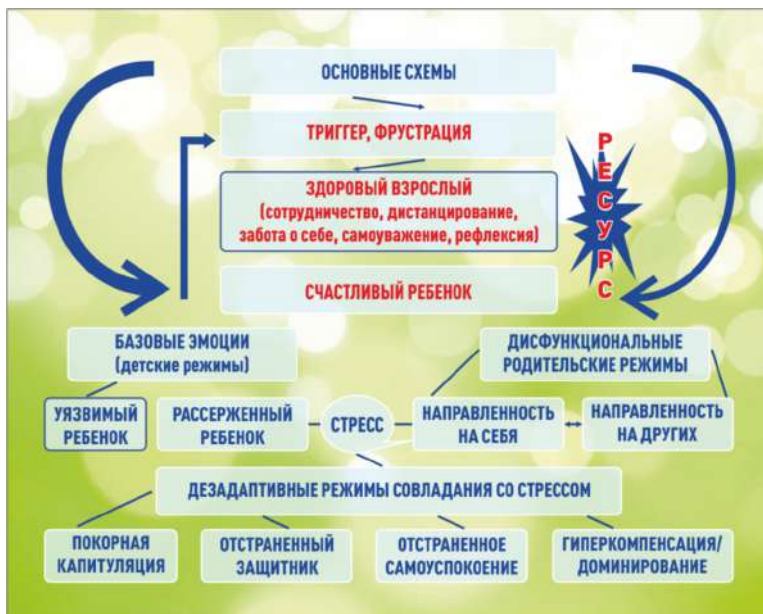 ОСНОВНЫЕ СХЕМЫ
ТРИГГЕР, ФРУСТРАЦИЯ
ЗДОРОВЫЙ ВЗРОСЛЫЙ
(сотрудничество, дистанцирование,
забота о себе, самоуважение, рефлексия)
РЕСУРС
СЧАСТЛИВЫЙ РЕБЕНОК
БАЗОВЫЕ ЭМОЦИИ
(детские режимы)
ДИСФУНКЦИОНАЛЬНЫЕ
РОДИТЕЛЬСКИЕ РЕЖИМЫ
УЯЗВИМЫЙ
РЕБЕНОК
РАССЕРЖЕННЫЙ
РЕБЕНОК
СТРЕСС
НАПРАВЛЕННОСТЬ
НА СЕБЯ
НАПРАВЛЕННОСТЬ
НА ДРУГИХ
ДЕЗАДАПТИВНЫЕ РЕЖИМЫ СОВЛАДАНИЯ СО СТРЕССОМ
ПОКОРНАЯ
КАПИТУЛЯЦИЯ
ОТСТРАНЕННЫЙ
ЗАЩИТНИК
ОТСТРАНЕННОЕ
САМОУСПОКОЕНИЕ
ГИПЕРКОМПЕНСАЦИЯ/
ДОМИНИРОВАНИЕ